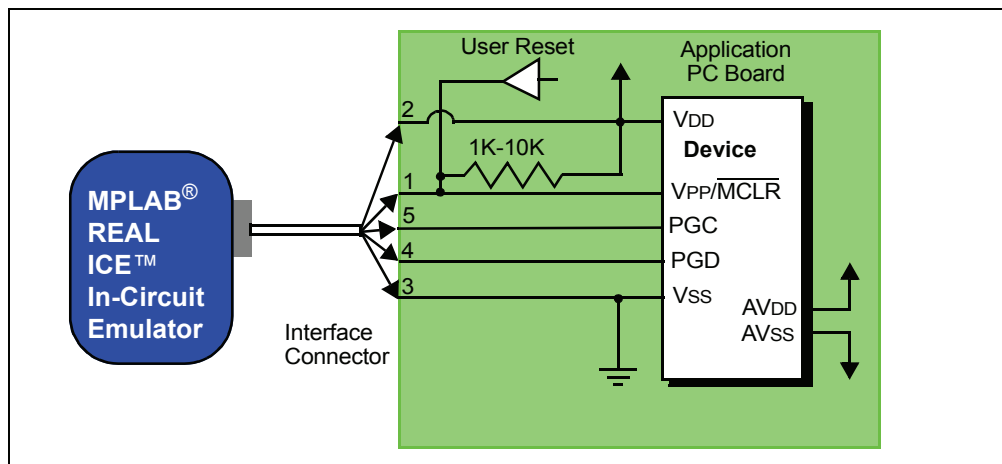 User Reset
Application
PC Board
2
VDD
1K-10K
Device
1
VPP/MCLR
5
PGC
4
PGD
3
VSS
AVDD
AVSS
MPLAB®
REAL
ICE™
In-Circuit
Emulator
Interface
Connector